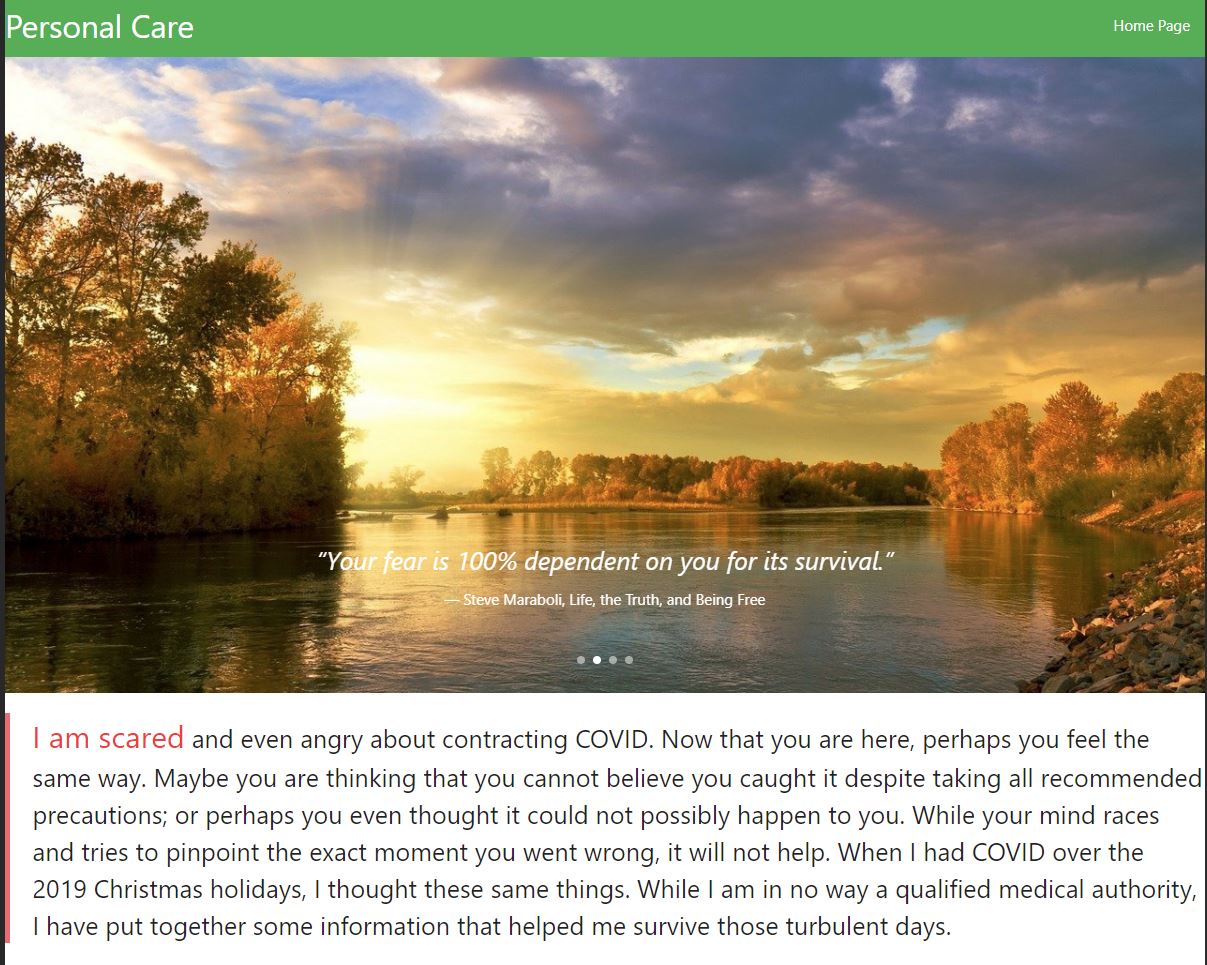 Personal Care
Home Page
“Your fear is 100% dependent on you for its survival.”
— Steve Maraboli, Life, the Truth, and Being Free
I am scared and even angry about contracting COVID. Now that you are here, perhaps you feel the
same way. Maybe you are thinking that you cannot believe you caught it despite taking all recommended
precautions; or perhaps you even thought it could not possibly happen to you. While your mind races
and tries to pinpoint the exact moment you went wrong, it will not help. When I had COVID over the
2019 Christmas holidays, I thought these same things. While I am in no way a qualified medical authority,
I have put together some information that helped me survive those turbulent days.